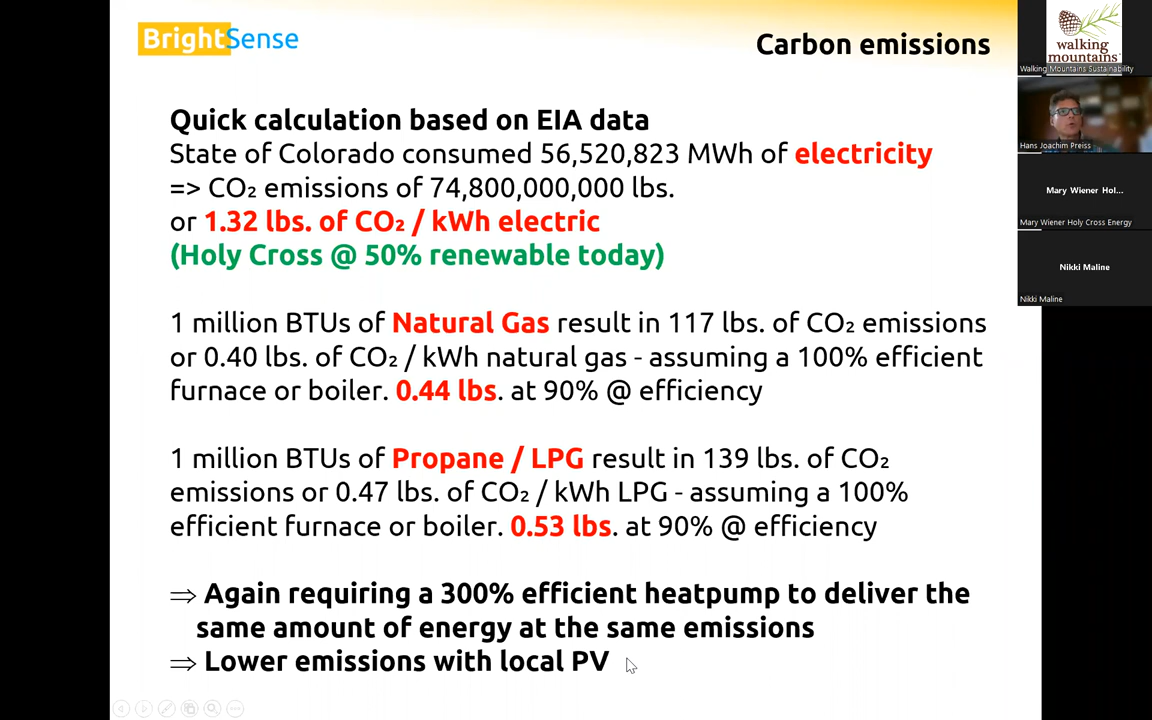 BrightSense
Carbon emissions
walking
mountains
Walking Mountains Sustainability
Hans Joachim Preiss
Mary Wiener Hol...
Mary Wiener Holy Cross Energy
Nikki Maline
Nikki Maline
Quick calculation based on EIA data
State of Colorado consumed 56,520,823 MWh of electricity
=> CO₂ emissions of 74,800,000,000 lbs.
or 1.32 lbs. of CO₂ / kWh electric
(Holy Cross @ 50% renewable today)
1 million BTUs of Natural Gas result in 117 lbs. of CO₂ emissions
or 0.40 lbs. of CO₂ / kWh natural gas - assuming a 100% efficient
furnace or boiler. 0.44 lbs. at 90% @ efficiency
1 million BTUs of Propane / LPG result in 139 lbs. of CO₂
emissions or 0.47 lbs. of CO₂ / kWh LPG - assuming a 100%
efficient furnace or boiler. 0.53 lbs. at 90% @ efficiency
⇒ Again requiring a 300% efficient heatpump to deliver the
same amount of energy at the same emissions
⇒ Lower emissions with local PV